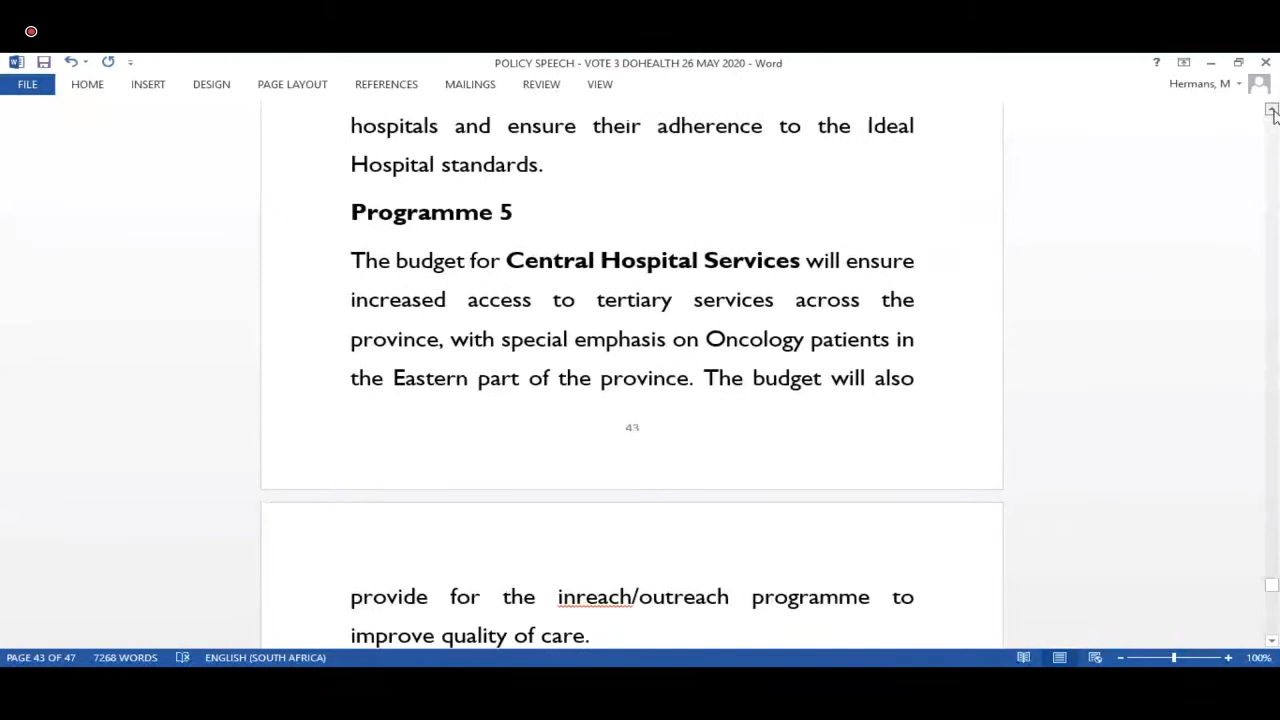 POLICY SPEECH - VOTE 3 DOHEALTH 26 MAY 2020 - Word
?
FILE HOME INSERT DESIGN PAGE LAYOUT REFERENCES MAILINGS REVIEW VIEW Hermans, M
hospitals and ensure their adherence to the Ideal
Hospital standards.
Programme 5
The budget for Central Hospital Services will ensure
increased access to tertiary services across the
province, with special emphasis on Oncology patients in
the Eastern part of the province. The budget will also
43
provide for the inreach/outreach programme to
improve quality of care.
PAGE 43 OF 47 7268 WORDS ENGLISH (SOUTH AFRICA) 100%